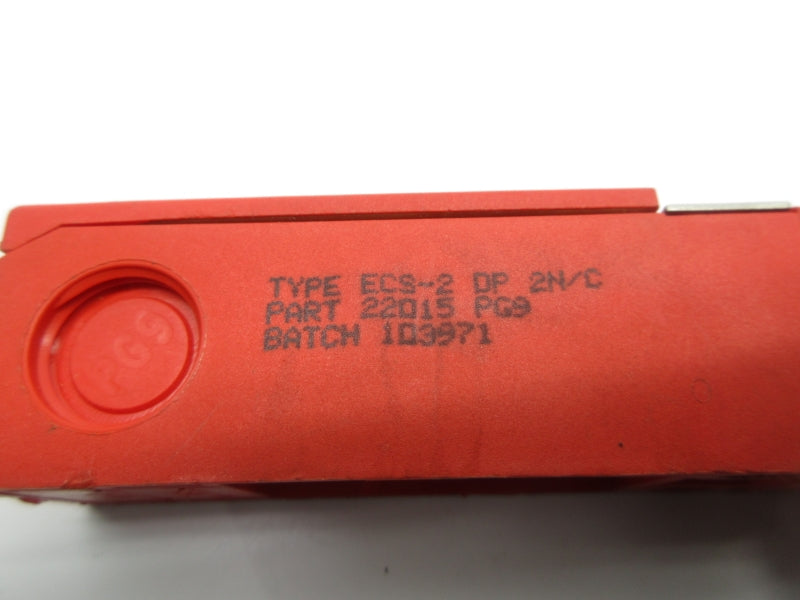 TYPE ECS-2 DP 2N/C
PART 22015 PG9
BATCH 103971
PG9